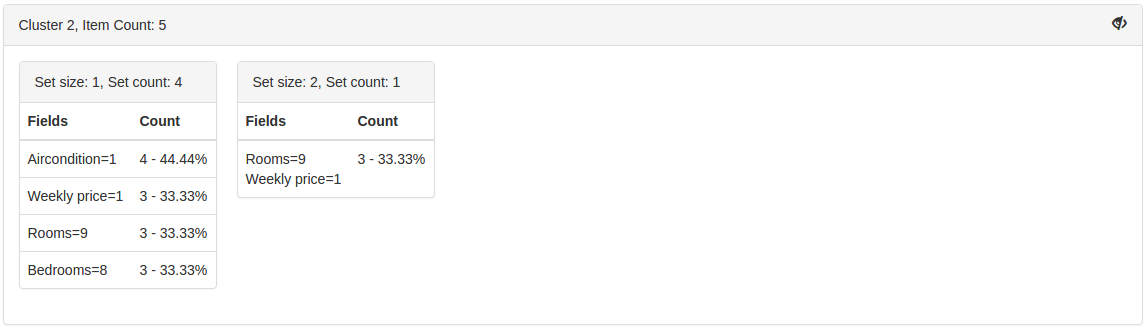 Cluster 2, Item Count: 5
Set size: 1, Set count: 4
Fields Count
Aircondition=1 4 - 44.44%
Weekly price=1 3 - 33.33%
Rooms=9 3 - 33.33%
Bedrooms=8 3 - 33.33%
Set size: 2, Set count: 1
Fields Count
Rooms=9 3 - 33.33%
Weekly price=1